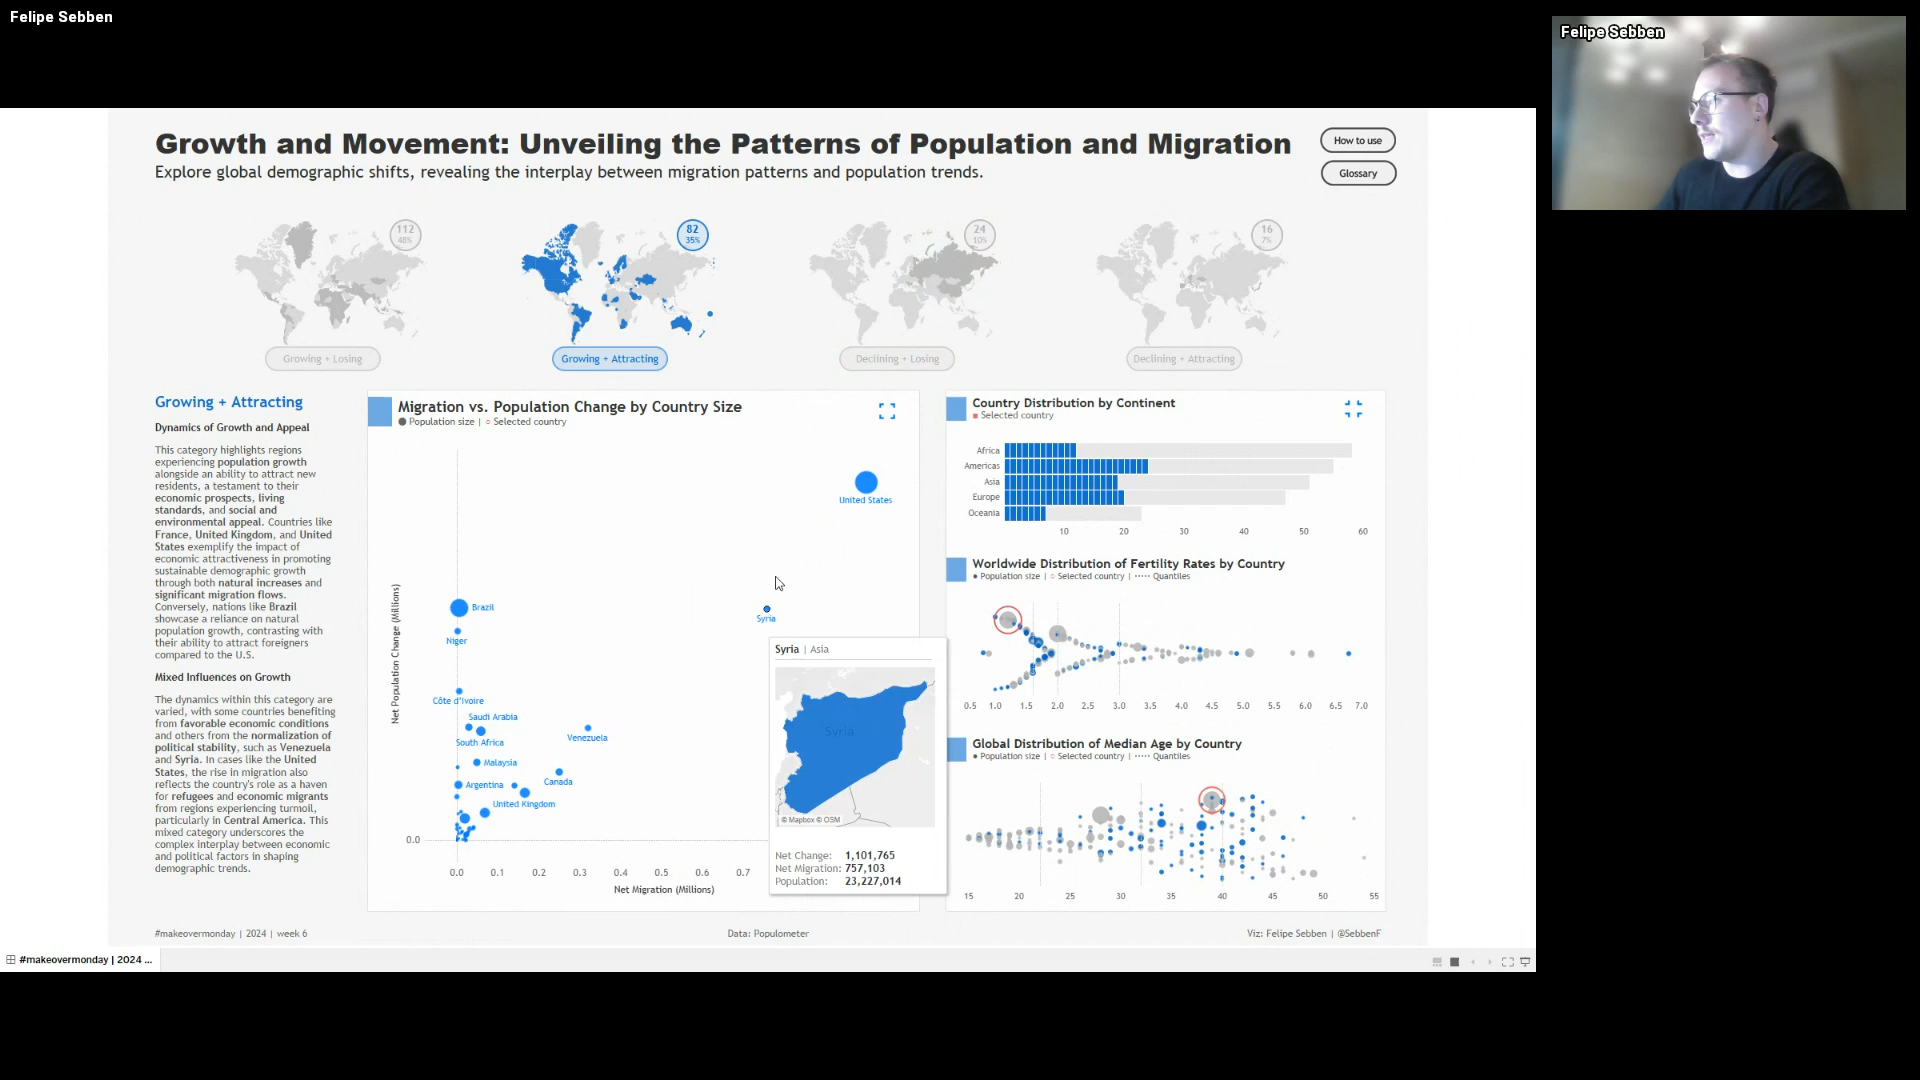 Felipe Sebben
Felipe Sebben
Growth and Movement: Unveiling the Patterns of Population and Migration
Explore global demographic shifts, revealing the interplay between migration patterns and population trends.
How to use
Glossary
112
48%
82
35%
24
10%
16
7%
Growing + Losing
Growing + Attracting
Declining + Losing
Declining + Attracting
Growing + Attracting
Dynamics of Growth and Appeal
This category highlights regions
experiencing population growth
alongside an ability to attract new
residents, a testament to their
economic prospects, living
standards, and social and
environmental appeal. Countries like
France, United Kingdom, and United
States exemplify the impact of
economic attractiveness in promoting
sustainable demographic growth
through both natural increases and
significant migration flows.
Conversely, nations like Brazil
showcase a reliance on natural
population growth, contrasting with
their ability to attract foreigners
compared to the U.S.
Mixed Influences on Growth
The dynamics within this category are
varied, with some countries benefiting
from favorable economic conditions
and others from the normalization of
political stability, such as Venezuela
and Syria. In cases like the United
States, the rise in migration also
reflects the country's role as a haven
for refugees and economic migrants
from regions experiencing turmoil,
particularly in Central America. This
mixed category underscores the
complex interplay between economic
and political factors in shaping
demographic trends.
Migration vs. Population Change by Country Size
Population size | Selected country
Net Population Change (Millions)
United States
Brazil
Syria
Niger
Côte d'Ivoire
Saudi Arabia
South Africa
Venezuela
Malaysia
Canada
Argentina
United Kingdom
0.0
0.0 0.1 0.2 0.3 0.4 0.5 0.6 0.7
Net Migration (Millions)
Syria | Asia
Syria
© Mapbox © OSM
Net Change: 1,101,765
Net Migration: 757,103
Population: 23,227,014
Country Distribution by Continent
Selected country
Africa
Americas
Asia
Europe
Oceania
10 20 30 40 50 60
Worldwide Distribution of Fertility Rates by Country
Population size | Selected country | Quantiles
0.5 1.0 1.5 2.0 2.5 3.0 3.5 4.0 4.5 5.0 5.5 6.0 6.5 7.0
Global Distribution of Median Age by Country
Population size | Selected country | Quantiles
15 20 25 30 35 40 45 50 55
#makeovermonday | 2024 | week 6
Data: Populometer
Viz: Felipe Sebben | @SebbenF
#makeovermonday | 2024 ...